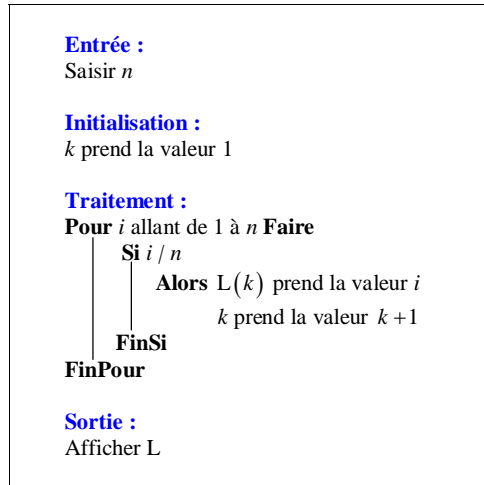 Entrée :
Saisir n
Initialisation :
k prend la valeur 1
Traitement :
Pour i allant de 1 à n Faire
Si i / n
Alors L(k) prend la valeur i
k prend la valeur k +1
FinSi
FinPour
Sortie :
Afficher L